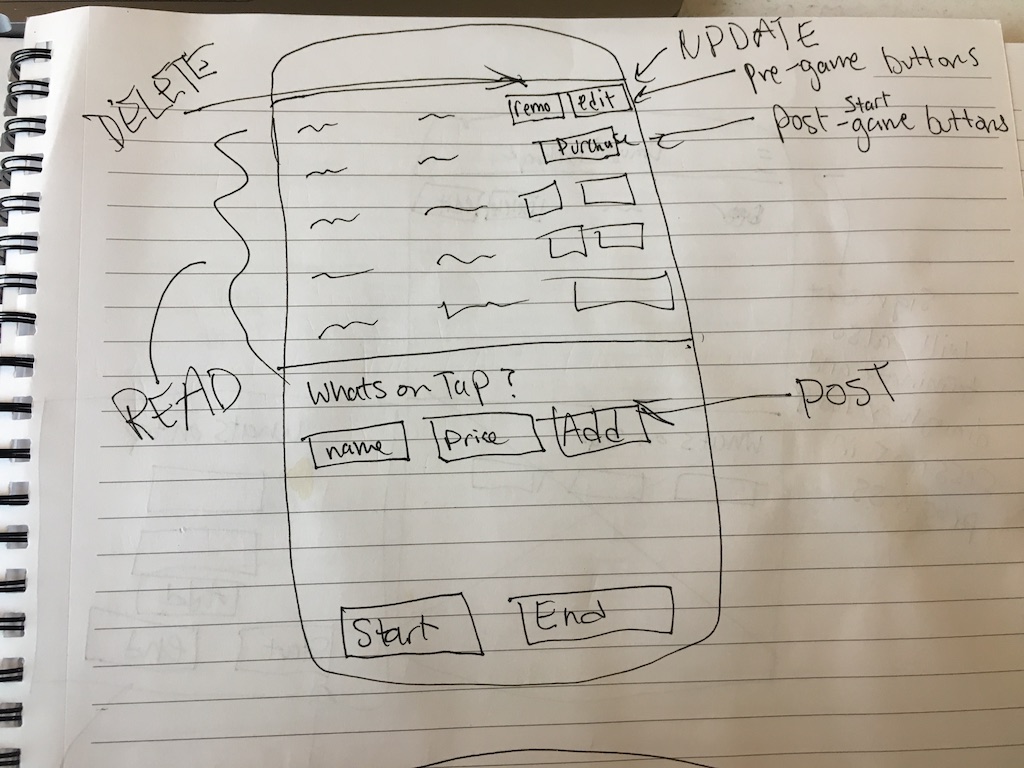 DELETE
UPDATE
pre-game buttons
Start
post-game buttons
remo edit
Purchase
READ
Whats on Tap?
name Price Add
POST
Start End